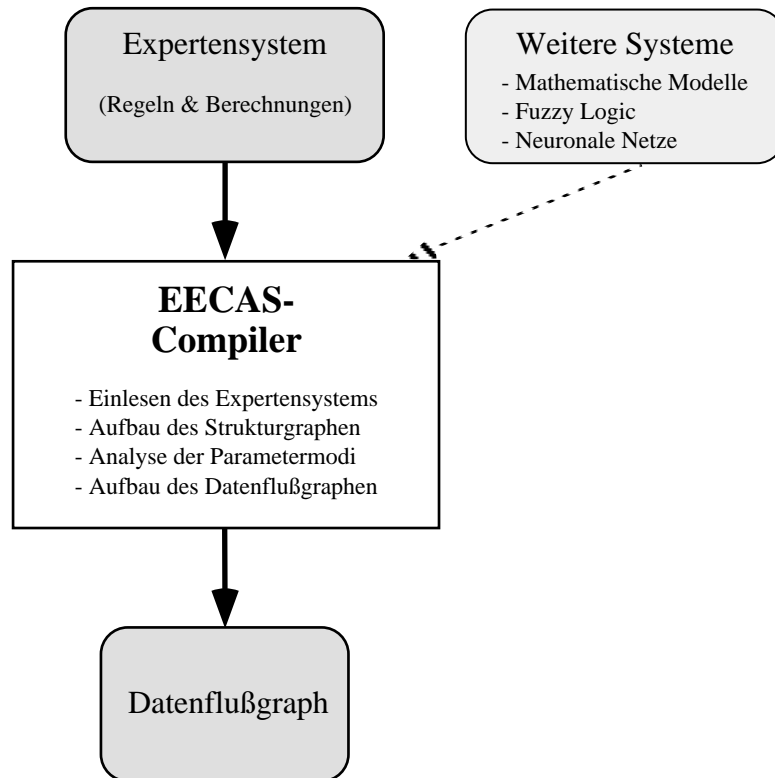 Expertensystem
(Regeln & Berechnungen)
Weitere Systeme
- Mathematische Modelle
- Fuzzy Logic
- Neuronale Netze
EECAS-
Compiler
- Einlesen des Expertensystems
- Aufbau des Strukturgraphen
- Analyse der Parametermodi
- Aufbau des Datenflußgraphen
Datenflußgraph